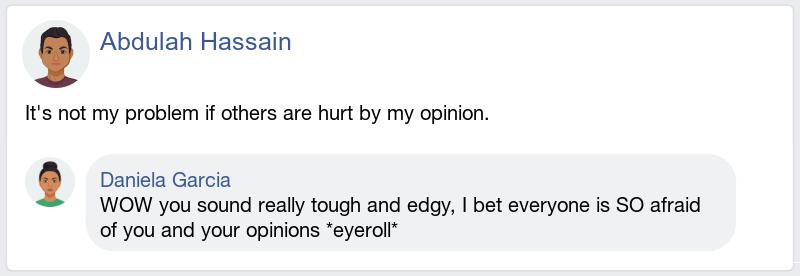 Abdulah Hassain
It's not my problem if others are hurt by my opinion.
Daniela Garcia
WOW you sound really tough and edgy, I bet everyone is SO afraid
of you and your opinions *eyeroll*